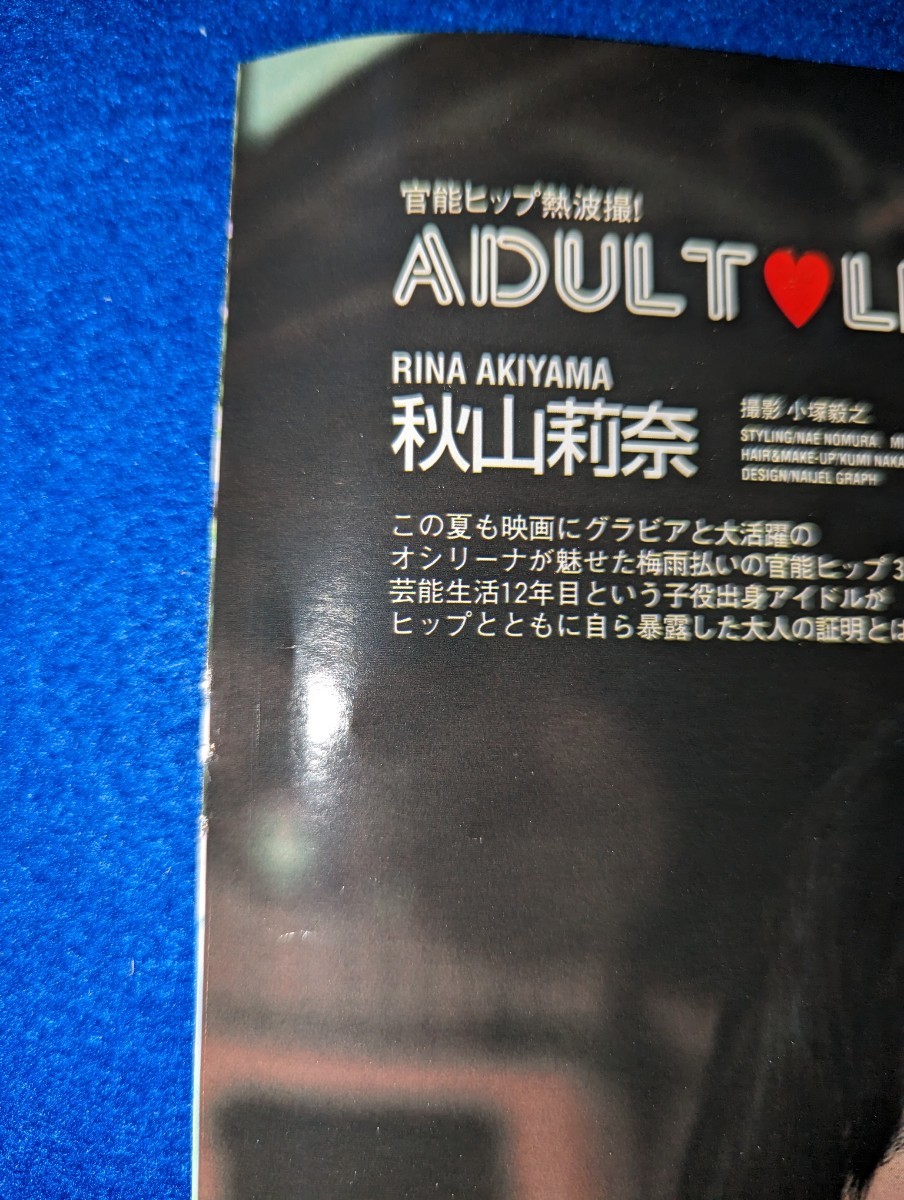 官能ヒップ熱波撮!
ADULT♥
RINA AKIYAMA
秋山莉奈
撮影 小塚毅之
STYLING/NAE NOMURA
HAIR&MAKE-UP/KUMI
DESIGN/NAIJEL GRAPH
この夏も映画にグラビアと大活躍の
オシリーナが魅せた梅雨払いの官能ヒップ3
芸能生活12年目という子役出身アイドルが
ヒップとともに自ら暴露した大人の証明とは